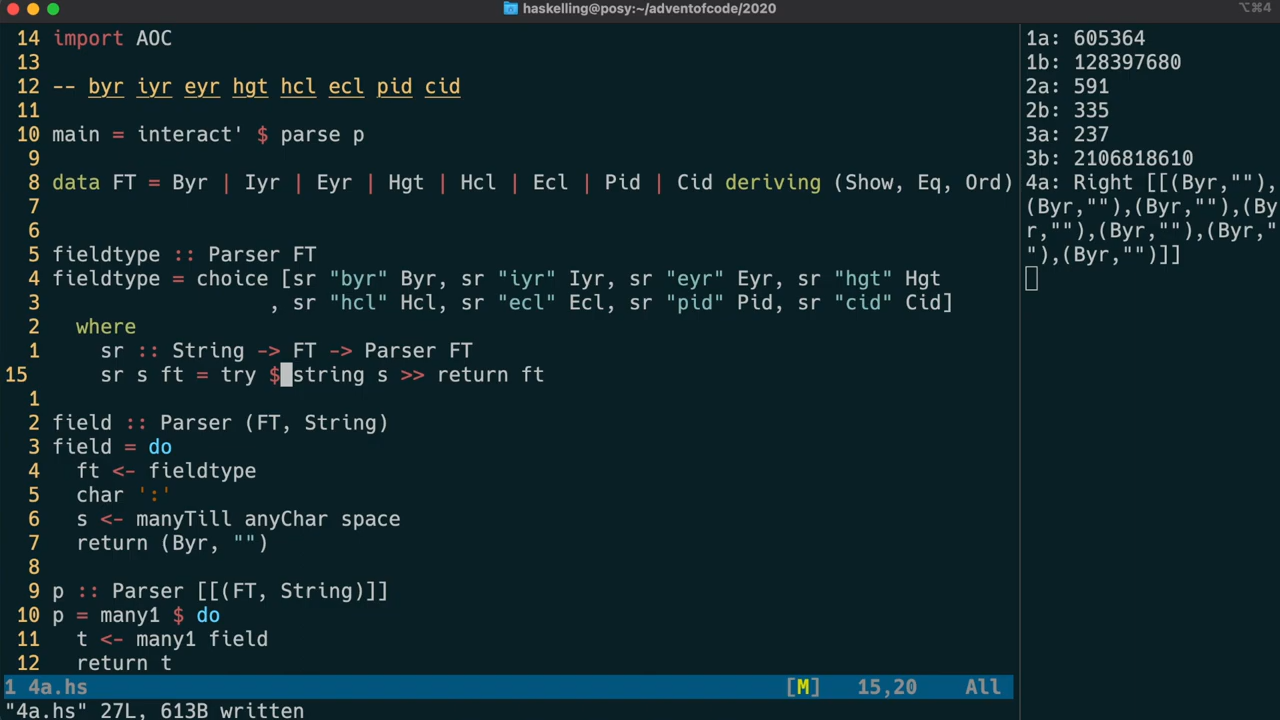 haskelling@posy:~/adventofcode/2020
⌥⌘4
14 import AOC
13
12 -- byr iyr eyr hgt hcl ecl pid cid
11
10 main = interact' $ parse p
9
8 data FT = Byr | Iyr | Eyr | Hgt | Hcl | Ecl | Pid | Cid deriving (Show, Eq, Ord)
7
6
5 fieldtype :: Parser FT
4 fieldtype = choice [sr "byr" Byr, sr "iyr" Iyr, sr "eyr" Eyr, sr "hgt" Hgt
3                   , sr "hcl" Hcl, sr "ecl" Ecl, sr "pid" Pid, sr "cid" Cid]
2   where
1     sr :: String -> FT -> Parser FT
15     sr s ft = try $ string s >> return ft
1
2 field :: Parser (FT, String)
3 field = do
4   ft <- fieldtype
5   char ':'
6   s <- manyTill anyChar space
7   return (Byr, "")
8
9 p :: Parser [[(FT, String)]]
10 p = many1 $ do
11   t <- many1 field
12   return t
1 4a.hs [M] 15,20 All
"4a.hs" 27L, 613B written
1a: 605364
1b: 128397680
2a: 591
2b: 335
3a: 237
3b: 2106818610
4a: Right [[(Byr,""),
(Byr,""),(Byr,""),(By
r,""),(Byr,""),(Byr,"
"),(Byr,"")]]